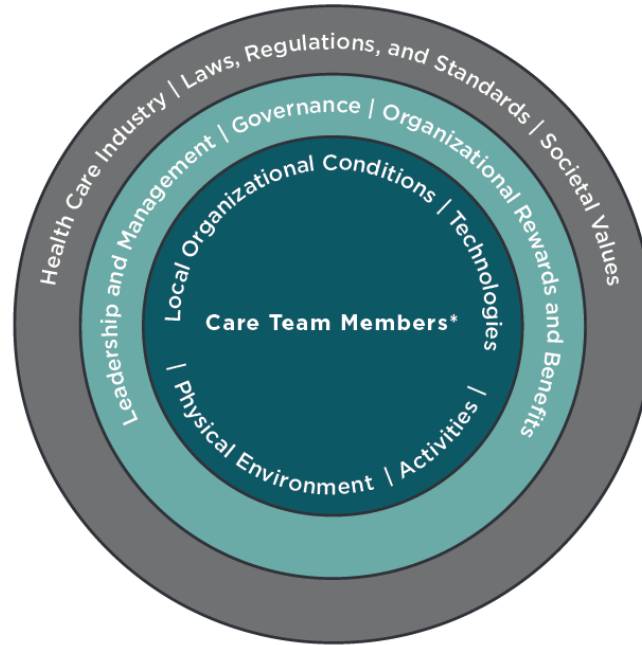 Health Care Industry | Laws, Regulations, and Standards | Societal Values
Leadership and Management | Governance | Organizational Rewards and Benefits
Local Organizational Conditions | Technologies
Care Team Members*
| Physical Environment | Activities |